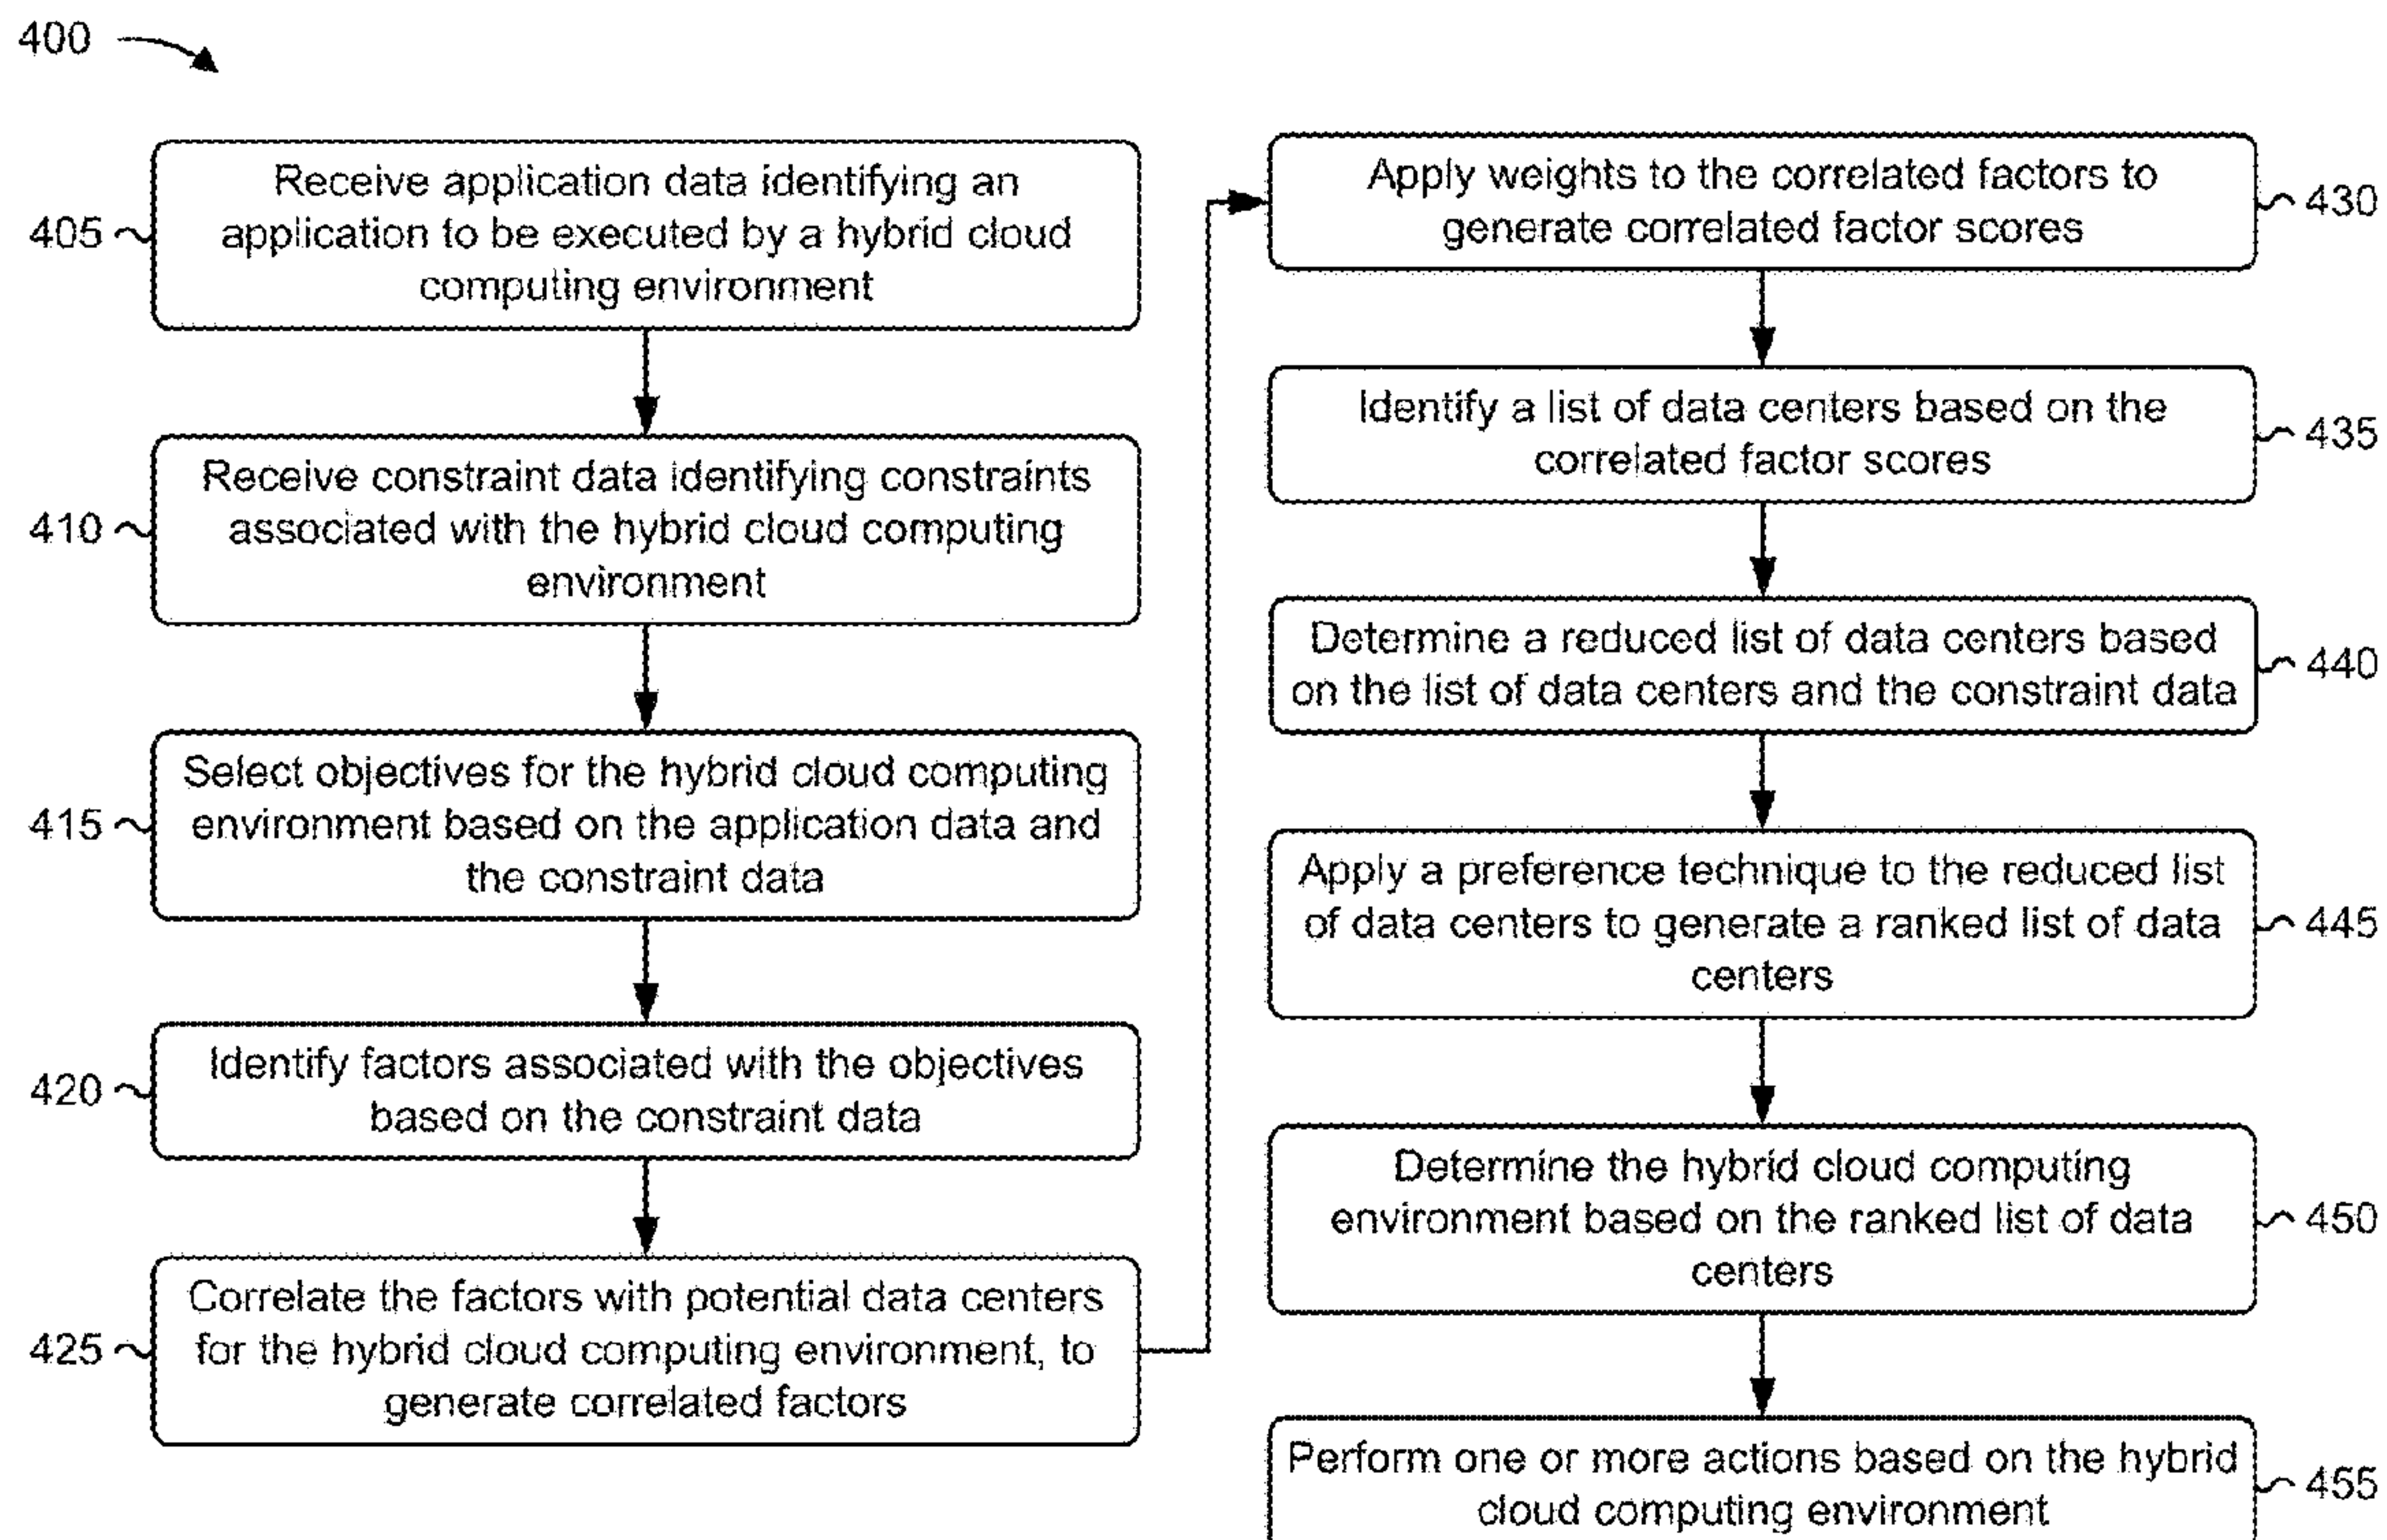 400
405
Receive application data identifying an
application to be executed by a hybrid cloud
computing environment
410
Receive constraint data identifying constraints
associated with the hybrid cloud computing
environment
415
Select objectives for the hybrid cloud computing
environment based on the application data and
the constraint data
420
Identify factors associated with the objectives
based on the constraint data
425
Correlate the factors with potential data centers
for the hybrid cloud computing environment, to
generate correlated factors
Apply weights to the correlated factors to
generate correlated factor scores
430
Identify a list of data centers based on the
correlated factor scores
435
Determine a reduced list of data centers based
on the list of data centers and the constraint data
440
Apply a preference technique to the reduced list
of data centers to generate a ranked list of data
centers
445
Determine the hybrid cloud computing
environment based on the ranked list of data
centers
450
Perform one or more actions based on the hybrid
cloud computing environment
455